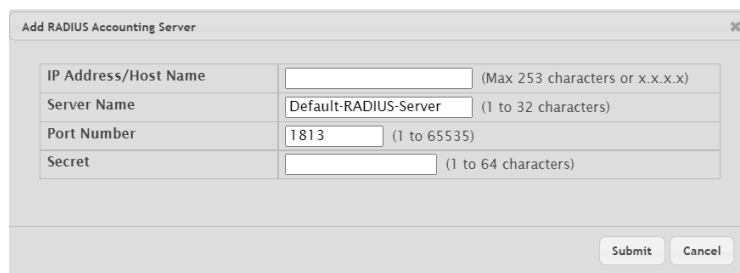 Add RADIUS Accounting Server
IP Address/Host Name (Max 253 characters or x.x.x.x)
Server Name Default-RADIUS-Server (1 to 32 characters)
Port Number 1813 (1 to 65535)
Secret (1 to 64 characters)
Submit Cancel